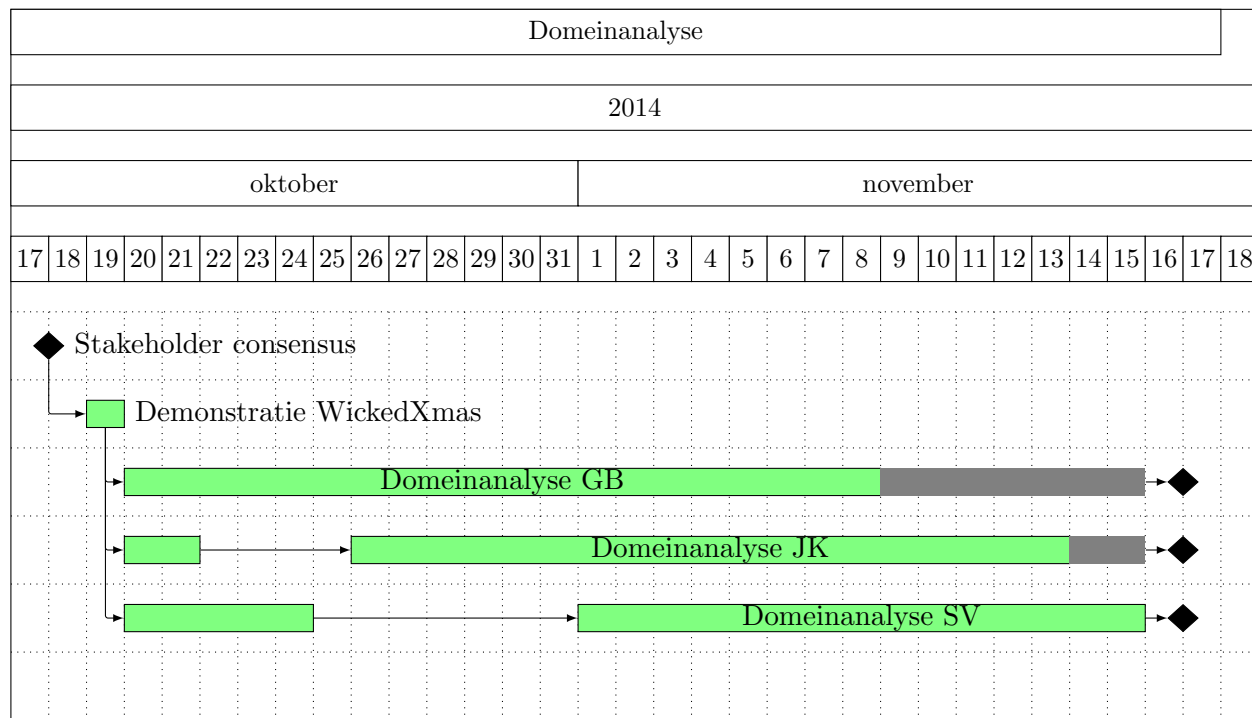 Domeinanalyse
2014
oktober november
17 18 19 20 21 22 23 24 25 26 27 28 29 30 31 1 2 3 4 5 6 7 8 9 10 11 12 13 14 15 16 17 18
Stakeholder consensus
Demonstratie WickedXmas
Domeinanalyse GB
Domeinanalyse JK
Domeinanalyse SV